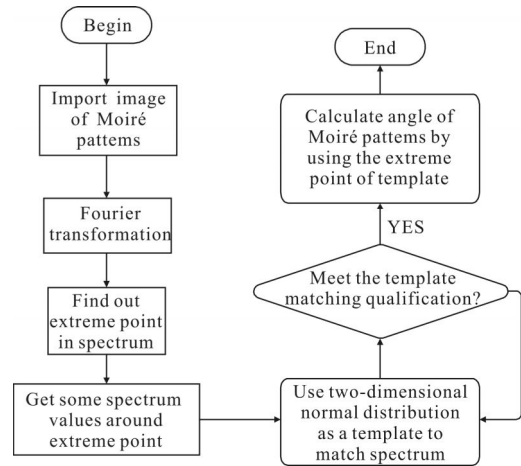 Begin
Import image
of Moiré
pattems
Fourier
transformation
Find out
extreme point
in spectrum
Get some spectrum
values around
extreme point
Use two-dimensional
normal distribution
as a template to
match spectrum
Meet the template
matching qualification?
YES
Calculate angle of
Moiré pattems by
using the extreme
point of template
End